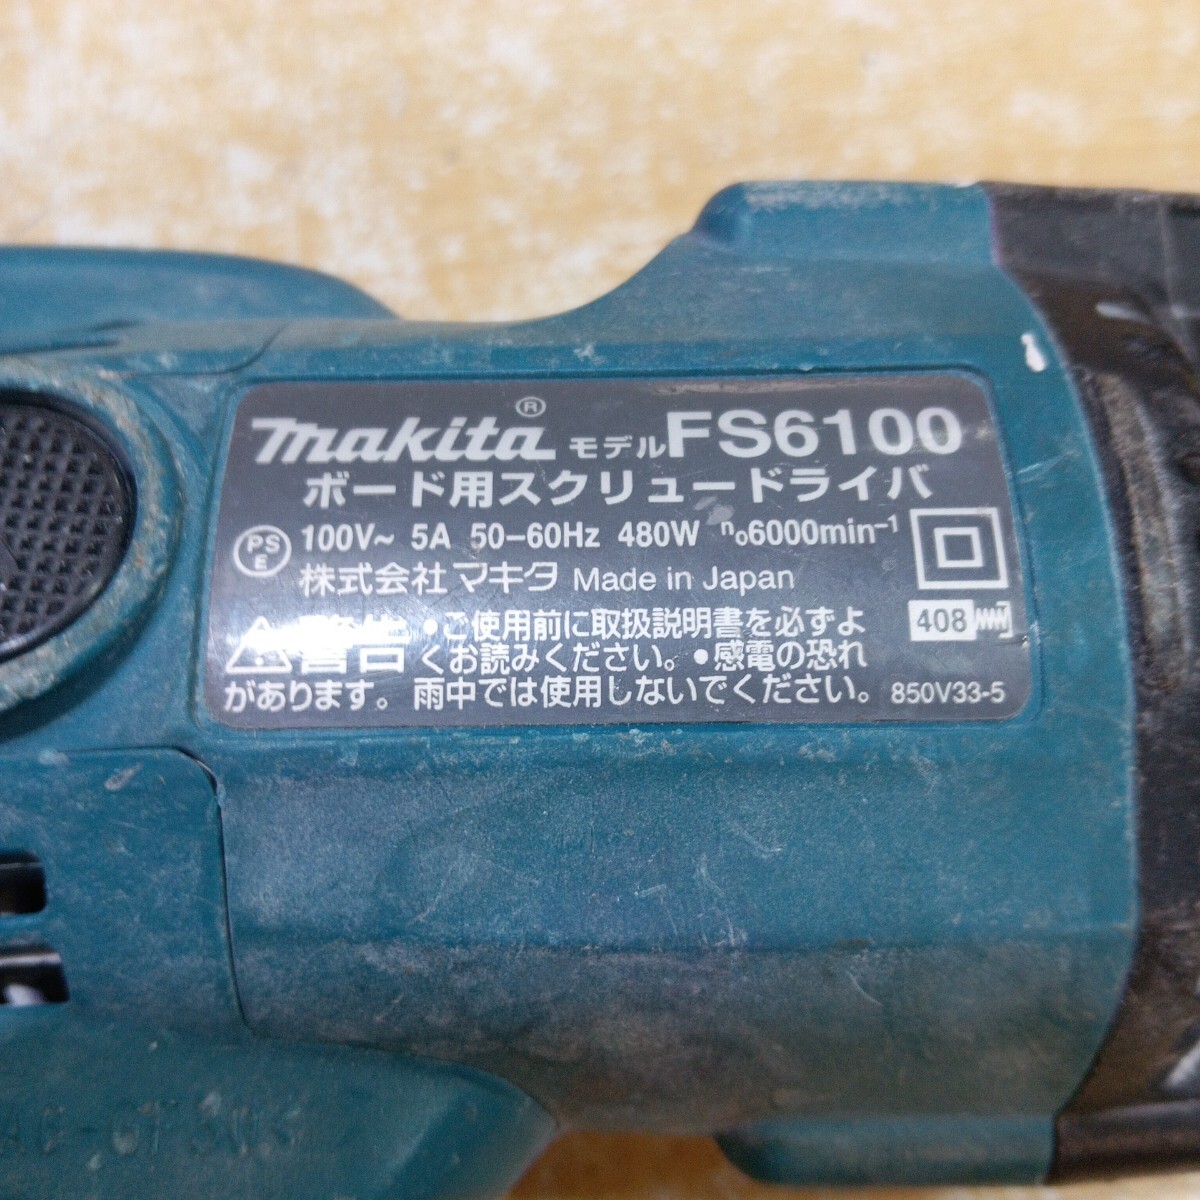 makita® モデルFS6100
ボード用スクリュードライバ
PSE 100V~ 5A 50-60Hz 480W n₀6000min⁻¹
株式会社マキタ Made in Japan
408
警告 •ご使用前に取扱説明書を必ずよ
くお読みください。•感電の恐れ
があります。雨中では使用しないでください。 850V33-5